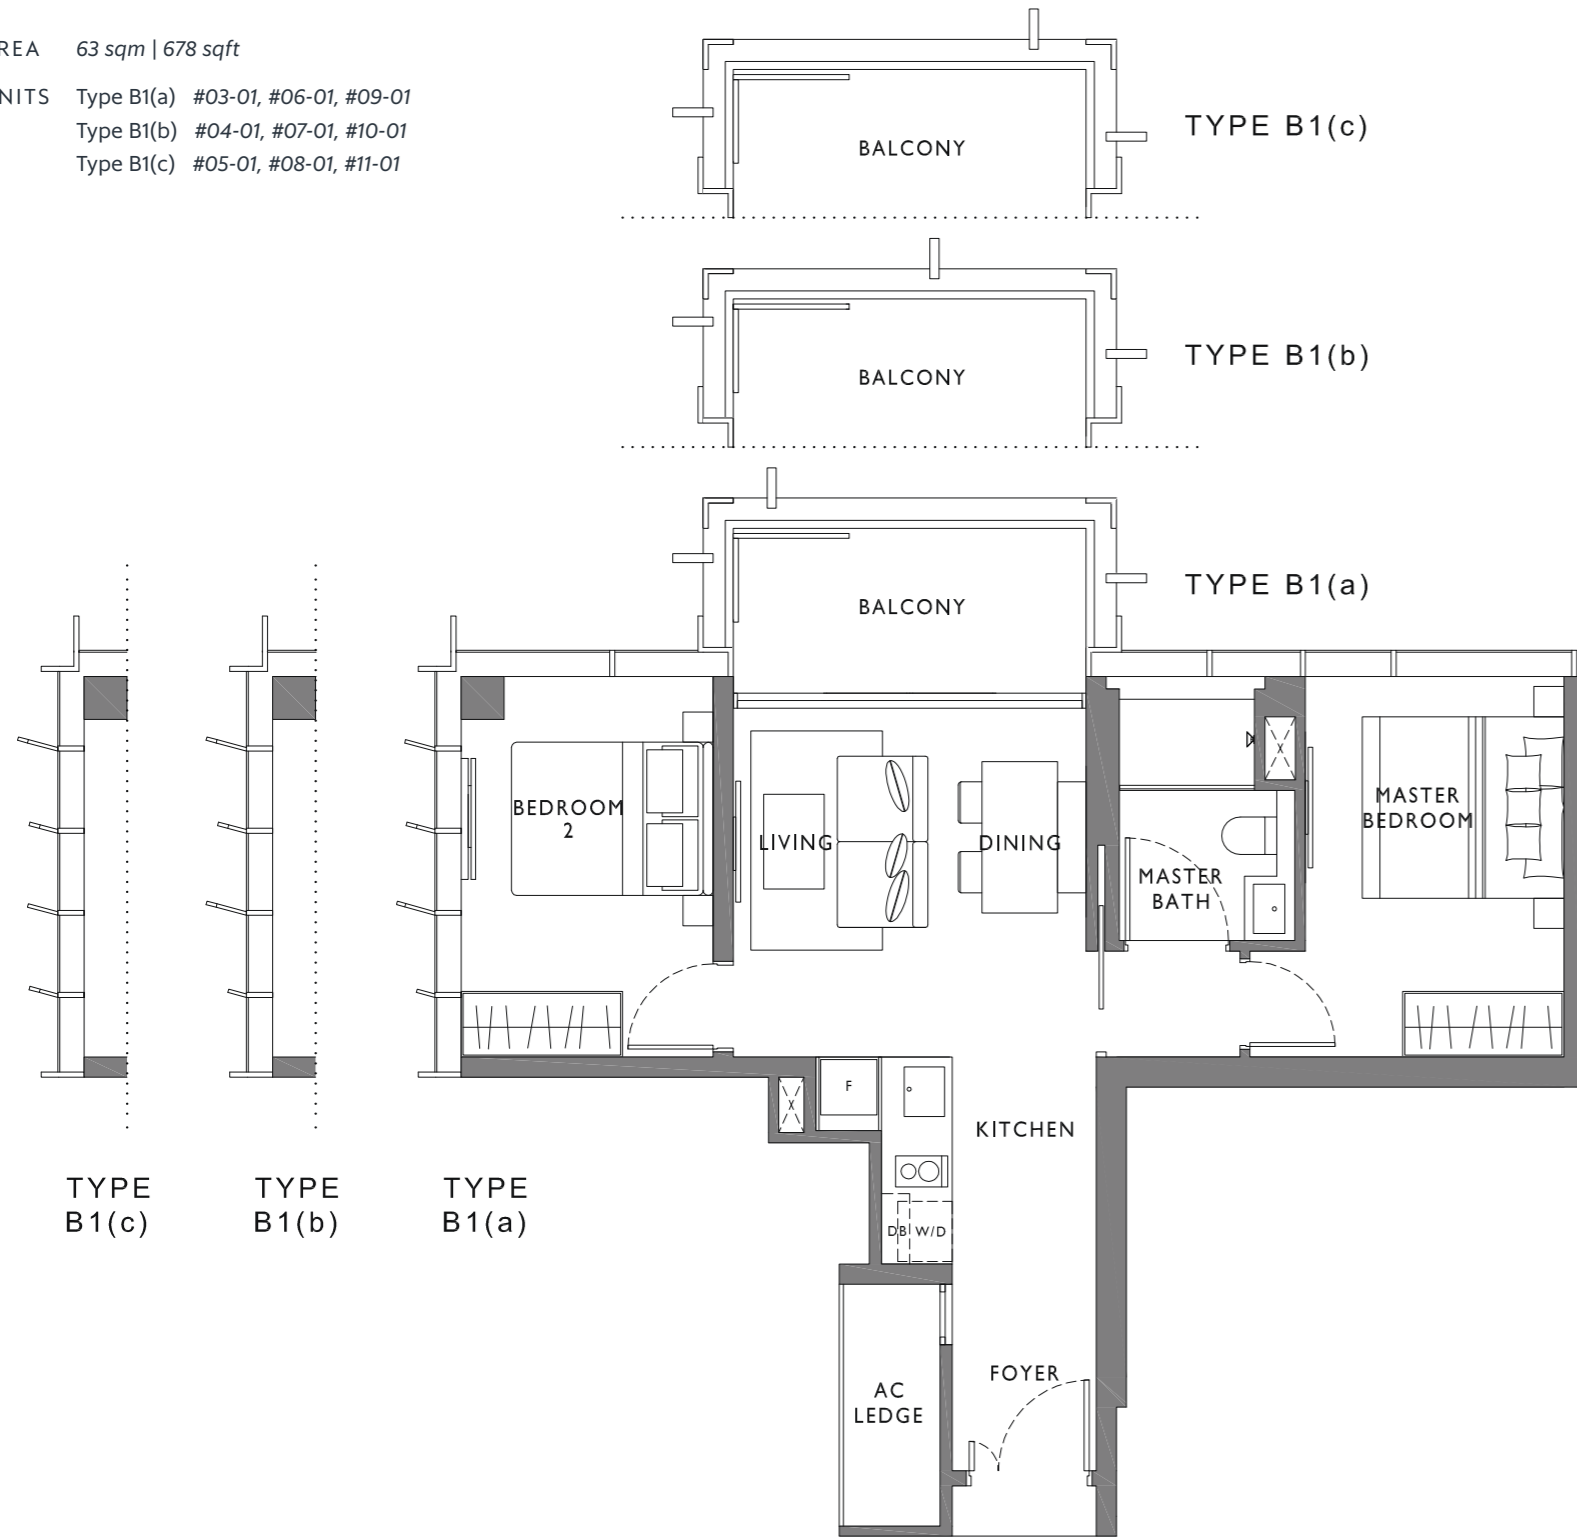 REA 63 sqm | 678 sqft
NITS Type B1(a) #03-01, #06-01, #09-01
Type B1(b) #04-01, #07-01, #10-01
Type B1(c) #05-01, #08-01, #11-01
BALCONY
TYPE B1(c)
BALCONY
TYPE B1(b)
BALCONY
TYPE B1(a)
BEDROOM
2
LIVING
DINING
MASTER
BATH
MASTER
BEDROOM
X
F
X
KITCHEN
DB W/D
TYPE
B1(c)
TYPE
B1(b)
TYPE
B1(a)
FOYER
AC
LEDGE